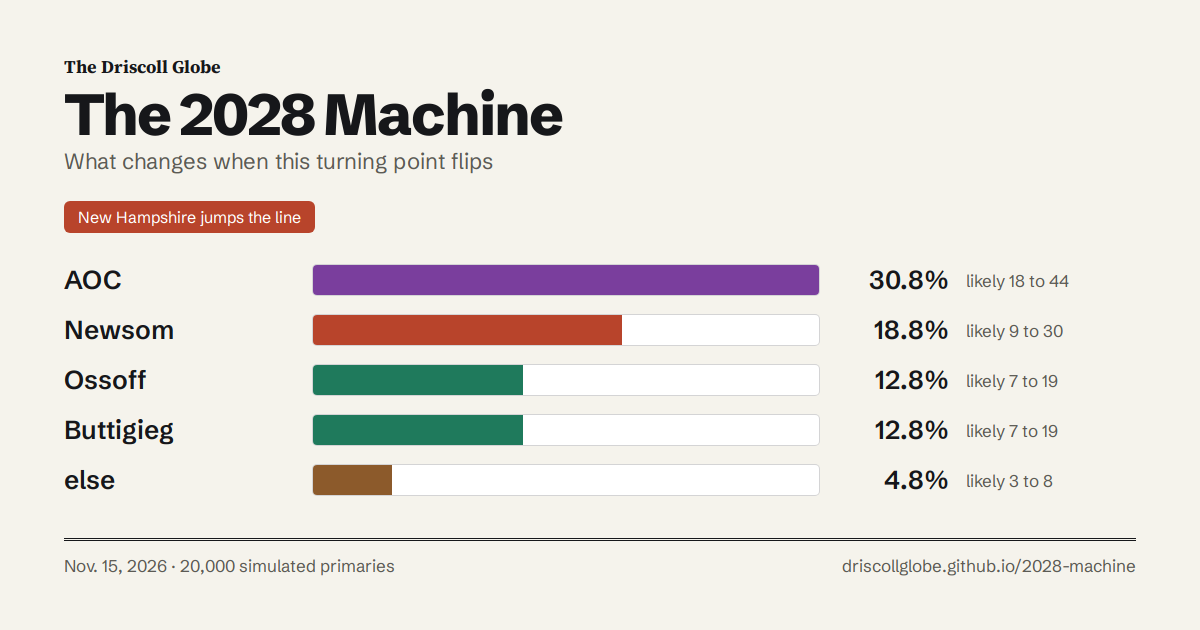 The Driscoll Globe
The 2028 Machine
What changes when this turning point flips
New Hampshire jumps the line
AOC 30.8% likely 18 to 44
Newsom 18.8% likely 9 to 30
Ossoff 12.8% likely 7 to 19
Buttigieg 12.8% likely 7 to 19
else 4.8% likely 3 to 8
Nov. 15, 2026 · 20,000 simulated primaries driscollglobe.github.io/2028-machine